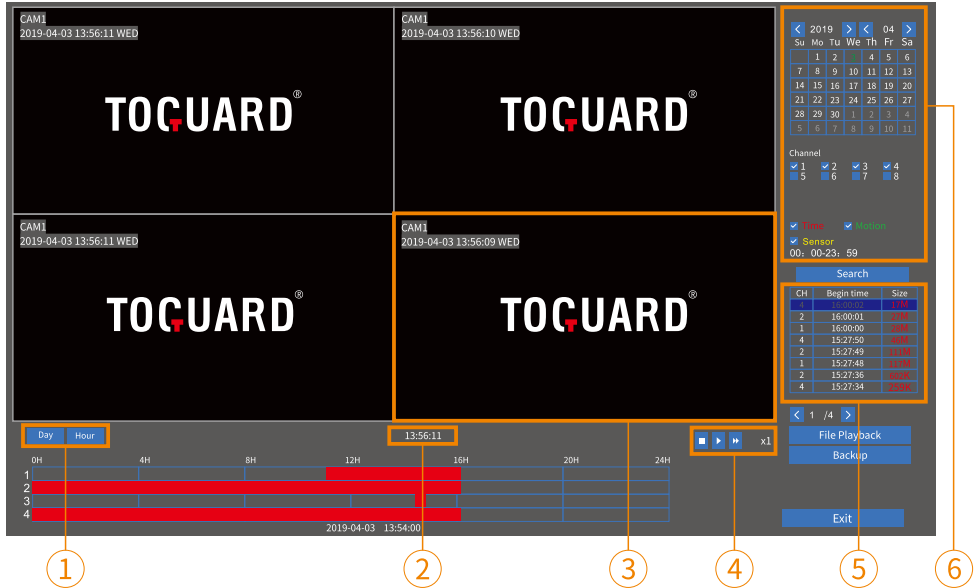 CAM1
2019-04-03 13:56:11 WED
TOGUARD®
CAM1
2019-04-03 13:56:10 WED
TOGUARD®
CAM1
2019-04-03 13:56:11 WED
TOGUARD®
CAM1
2019-04-03 13:56:09 WED
TOGUARD®
2019 04
Su Mo Tu We Th Fr Sa
1 2 3 4 5 6
7 8 9 10 11 12 13
14 15 16 17 18 19 20
21 22 23 24 25 26 27
28 29 30 1 2 3 4
5 6 7 8 9 10 11
Channel
1 2 3 4
5 6 7 8
Time Motion
Sensor
00: 00-23: 59
Search
CH Begin time Size
4 16:00:02 17M
2 16:00:01
1 16:00:00
4 15:27:50
2 15:27:49
1 15:27:48
2 15:27:36
4 15:27:34
1 /4
File Playback
Backup
Exit
Day Hour
13:56:11
x1
0H 4H 8H 12H 16H 20H 24H
1
2
3
4
2019-04-03 13:54:00
1 2 3 4 5 6